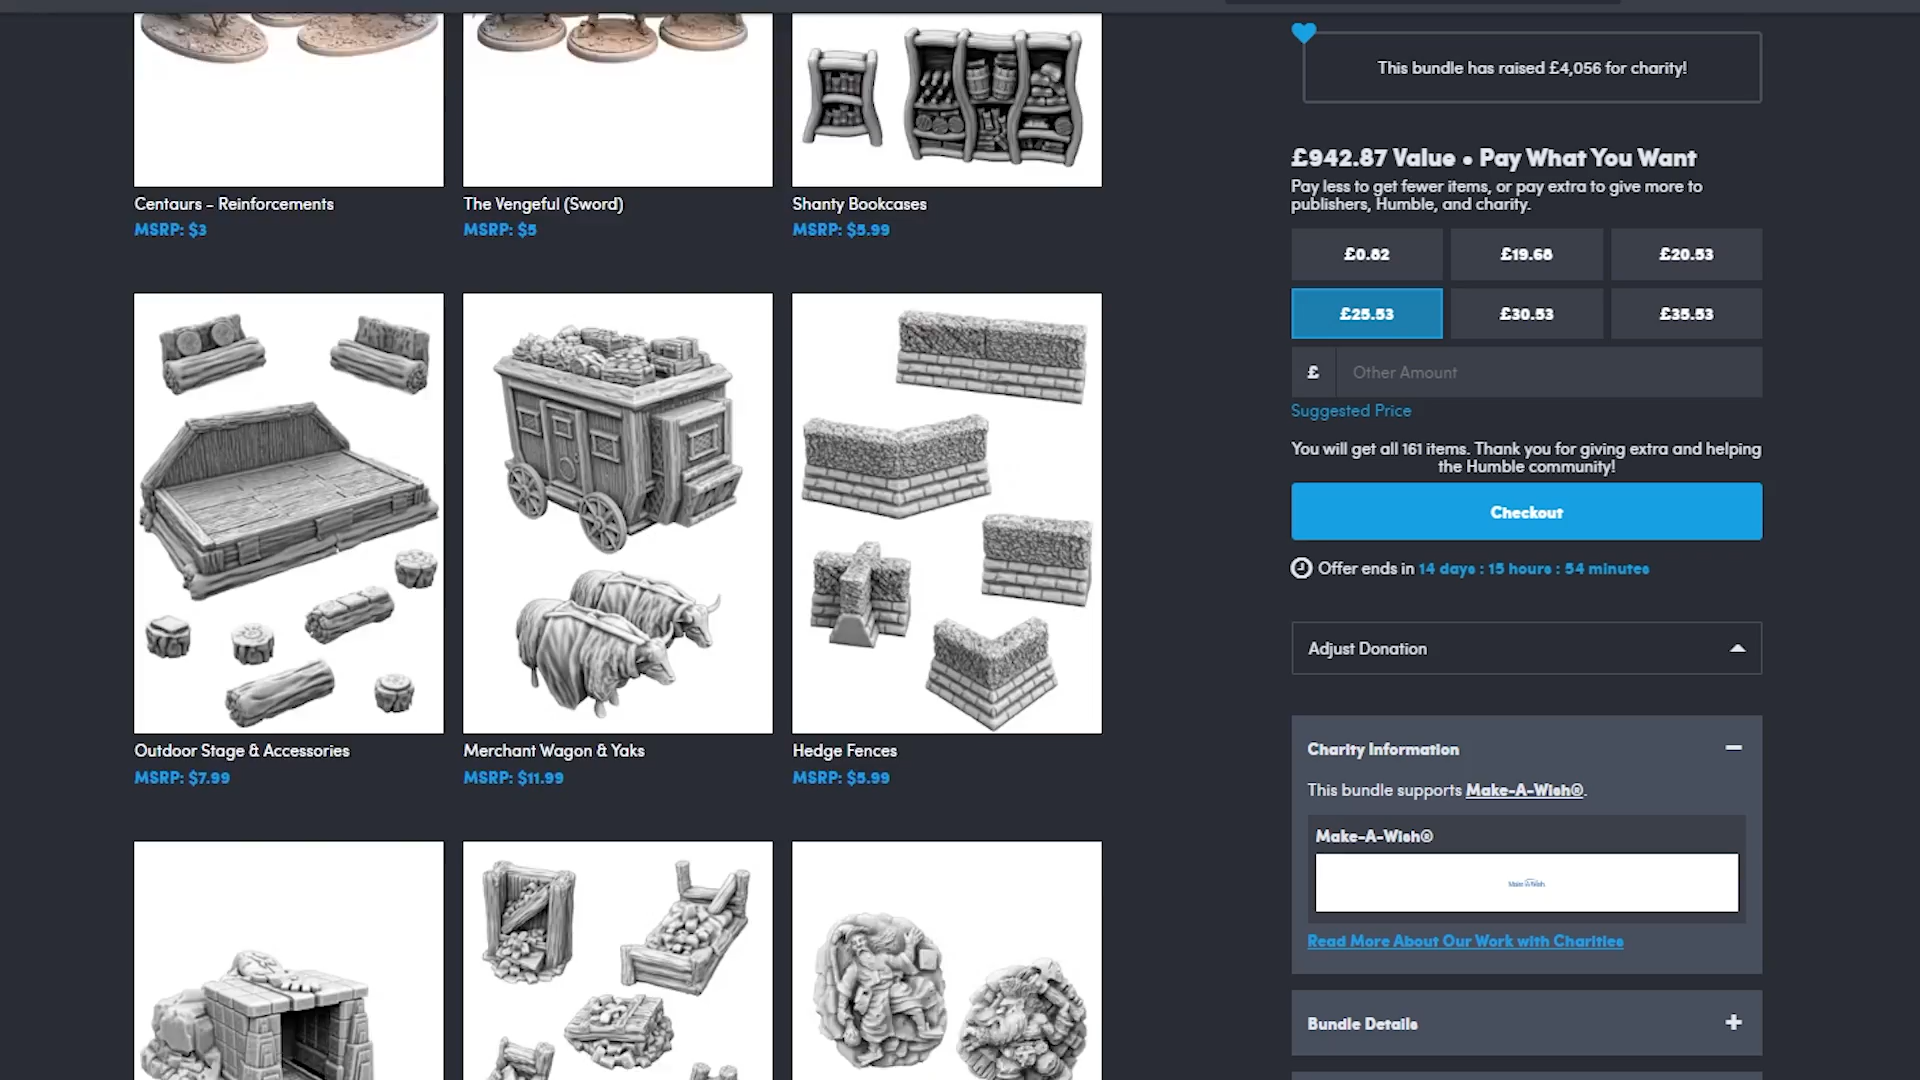 Centaurs - Reinforcements
MSRP: $3
The Vengeful (Sword)
MSRP: $5
Shanty Bookcases
MSRP: $5.99
Outdoor Stage & Accessories
MSRP: $7.99
Merchant Wagon & Yaks
MSRP: $11.99
Hedge Fences
MSRP: $5.99
This bundle has raised £4,056 for charity!
£942.87 Value • Pay What You Want
Pay less to get fewer items, or pay extra to give more to
publishers, Humble, and charity.
£0.82
£19.68
£20.53
£25.53
£30.53
£35.53
£
Other Amount
Suggested Price
You will get all 161 items. Thank you for giving extra and helping
the Humble community!
Checkout
Offer ends in 14 days : 15 hours : 54 minutes
Adjust Donation
Charity Information
This bundle supports Make-A-Wish®.
Make-A-Wish®
Make-A-Wish
Read More About Our Work with Charities
Bundle Details